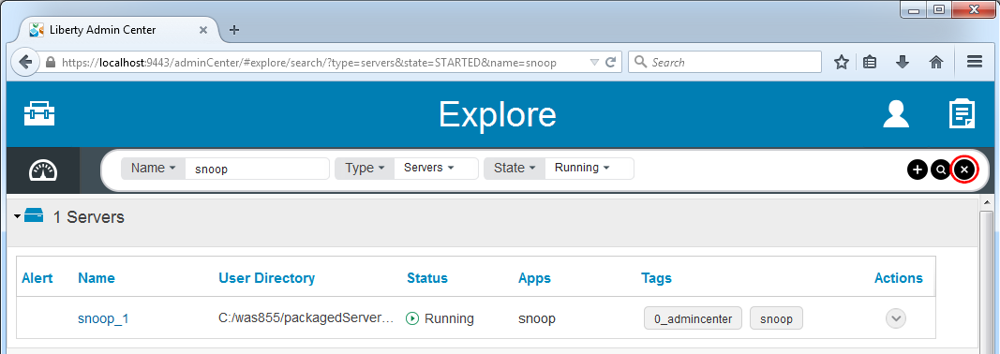 Liberty Admin Center
https://localhost:9443/adminCenter/#explore/search/?type=servers&state=STARTED&name=snoop
Search
Explore
Name snoop Type Servers State Running
1 Servers
Alert Name User Directory Status Apps Tags Actions
snoop_1 C:/was855/packagedServer... Running snoop 0_admincenter snoop